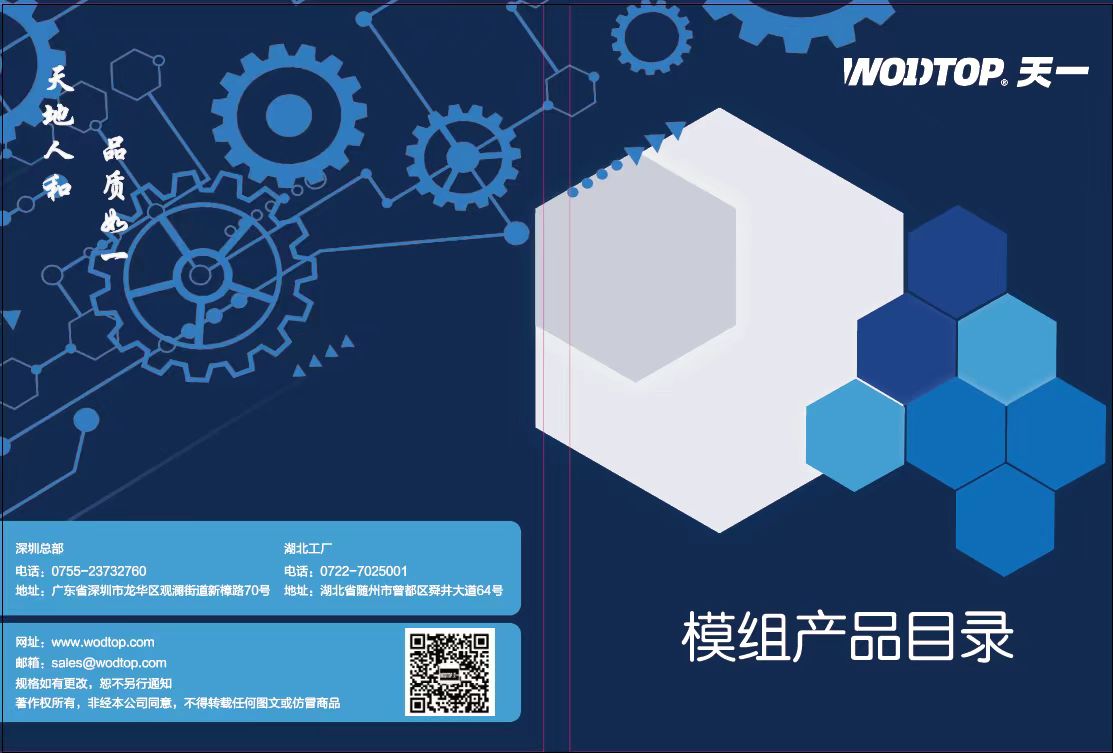 天地人和
品质如一
深圳总部
电话：0755-23732760
地址：广东省深圳市龙华区观澜街道新樟路70号
湖北工厂
电话：0722-7025001
地址：湖北省随州市曾都区舜井大道64号
网址：www.wodtop.com
邮箱：sales@wodtop.com
规格如有更改，恕不另行通知
著作权所有，非经本公司同意，不得转载任何图文或仿冒商品
WODTOP 天一
WODTOP® 天一
模组产品目录